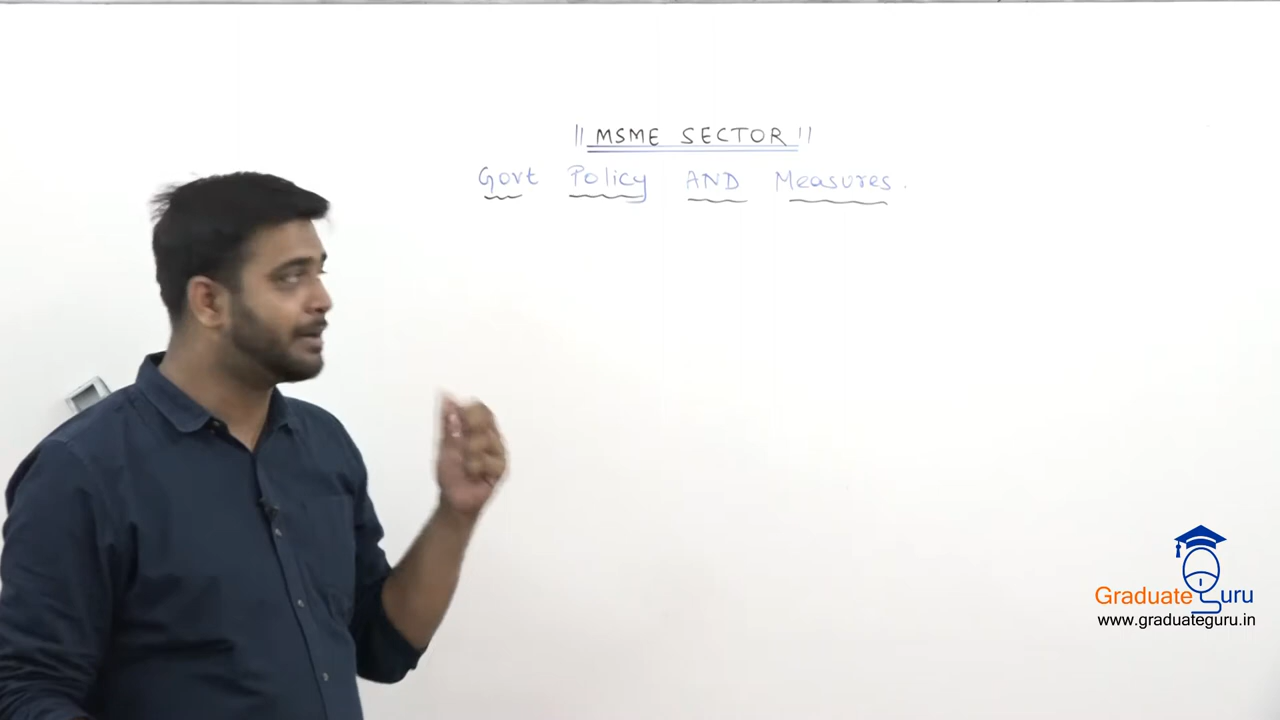 || MSME SECTOR ||
Govt Policy AND Measures.
Graduate Guru
www.graduateguru.in